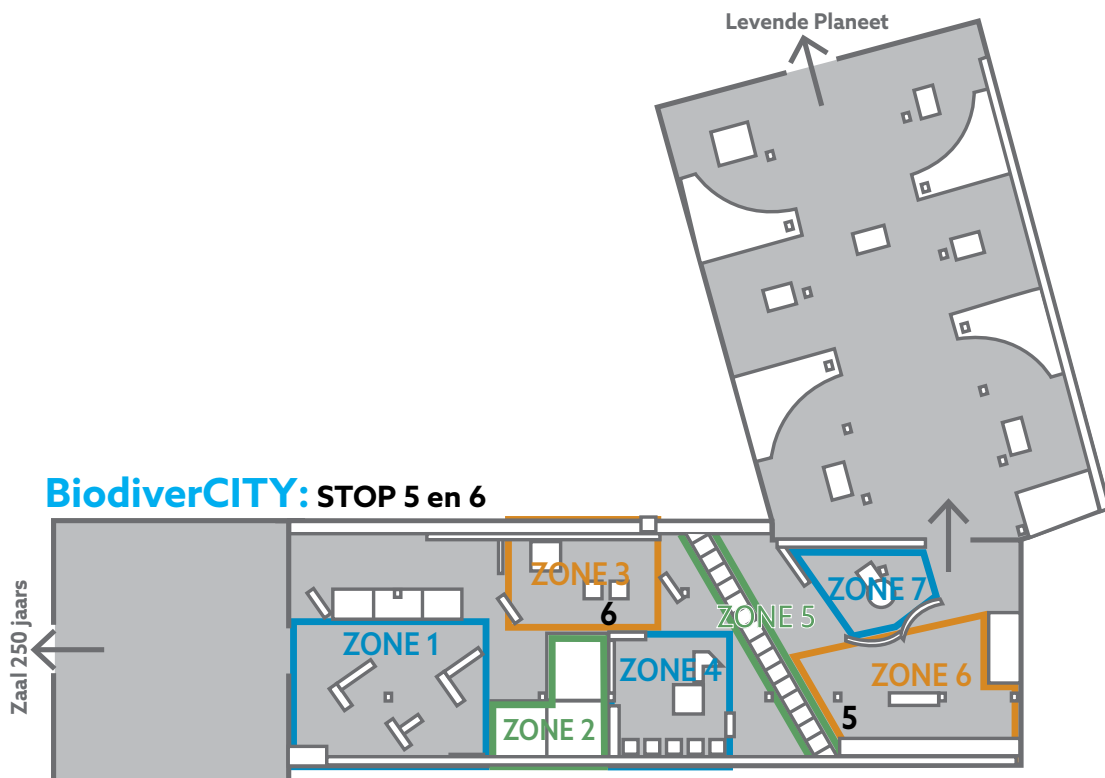 Levende Planeet
BiodiverCITY: STOP 5 en 6
Zaal 250 jaars
ZONE 3
6
ZONE 1
ZONE 2
ZONE 4
ZONE 5
ZONE 7
ZONE 6
5